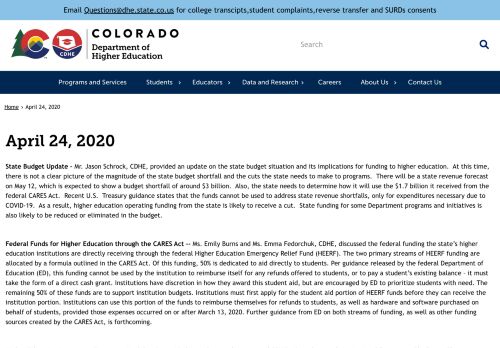 Email Questions@dhe.state.co.us for college transcipts,student complaints,reverse transfer and SURDs consents
COLORADO
Department of
Higher Education
CDHE
Search
Programs and Services Students › Educators › Data and Research › Careers About Us › Contact Us
Home > April 24, 2020
April 24, 2020
State Budget Update - Mr. Jason Schrock, CDHE, provided an update on the state budget situation and its implications for funding to higher education. At this time,
there is not a clear picture of the magnitude of the state budget shortfall and the cuts the state needs to make to programs. There will be a state revenue forecast
on May 12, which is expected to show a budget shortfall of around $3 billion. Also, the state needs to determine how it will use the $1.7 billion it received from the
federal CARES Act. Recent U.S. Treasury guidance states that the funds cannot be used to address state revenue shortfalls, only for expenditures necessary due to
COVID-19. As a result, higher education operating funding from the state is likely to receive a cut. State funding for some Department programs and initiatives is
also likely to be reduced or eliminated in the budget.
Federal Funds for Higher Education through the CARES Act -- Ms. Emily Burns and Ms. Emma Fedorchuk, CDHE, discussed the federal funding the state's higher
education institutions are directly receiving through the federal Higher Education Emergency Relief Fund (HEERF). The two primary streams of HEERF funding are
allocated by a formula outlined in the CARES Act. Of this funding, 50% is dedicated to aid directly to students. Per guidance released by the federal Department of
Education (ED), this funding cannot be used by the institution to reimburse itself for any refunds offered to students, or to pay a student's existing balance - it must
take the form of a direct cash grant. Institutions have discretion in how they award this student aid, but are encouraged by ED to prioritize students with need. The
remaining 50% of these funds are to support institution budgets. Institutions must first apply for the student aid portion of HEERF funds before they can receive the
institution portion. Institutions can use this portion of the funds to reimburse themselves for refunds to students, as well as hardware and software purchased on
behalf of students, provided those expenses occurred on or after March 13, 2020. Further guidance from ED on both streams of funding, as well as other funding
sources created by the CARES Act, is forthcoming.